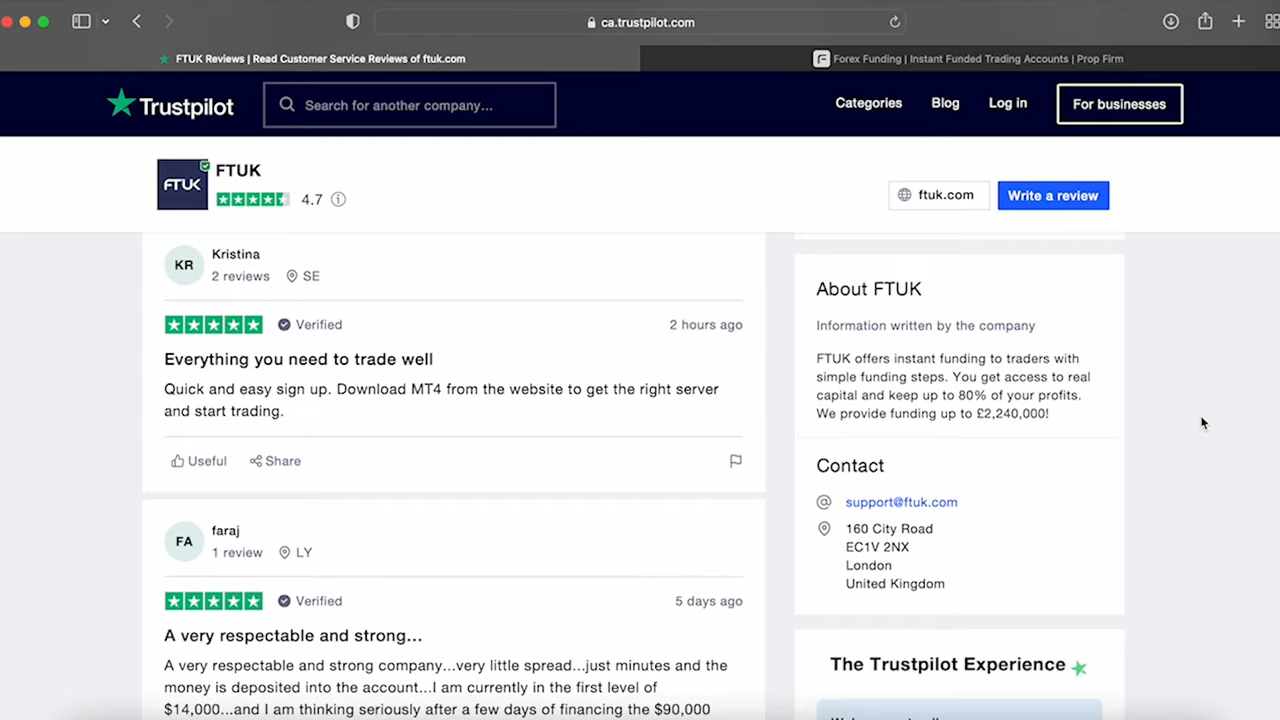 ca.trustpilot.com
FTUK Reviews | Read Customer Service Reviews of ftuk.com
Forex Funding | Instant Funded Trading Accounts | Prop Firm
Trustpilot
Search for another company...
Categories
Blog
Log in
For businesses
FTUK
FTUK
4.7
ftuk.com
Write a review
KR
Kristina
2 reviews
SE
Verified
2 hours ago
Everything you need to trade well
Quick and easy sign up. Download MT4 from the website to get the right server
and start trading.
Useful
Share
FA
faraj
1 review
LY
Verified
5 days ago
A very respectable and strong...
A very respectable and strong company...very little spread...just minutes and the
money is deposited into the account...I am currently in the first level of
$14,000...and I am thinking seriously after a few days of financing the $90,000
About FTUK
Information written by the company
FTUK offers instant funding to traders with
simple funding steps. You get access to real
capital and keep up to 80% of your profits.
We provide funding up to £2,240,000!
Contact
support@ftuk.com
160 City Road
EC1V 2NX
London
United Kingdom
The Trustpilot Experience